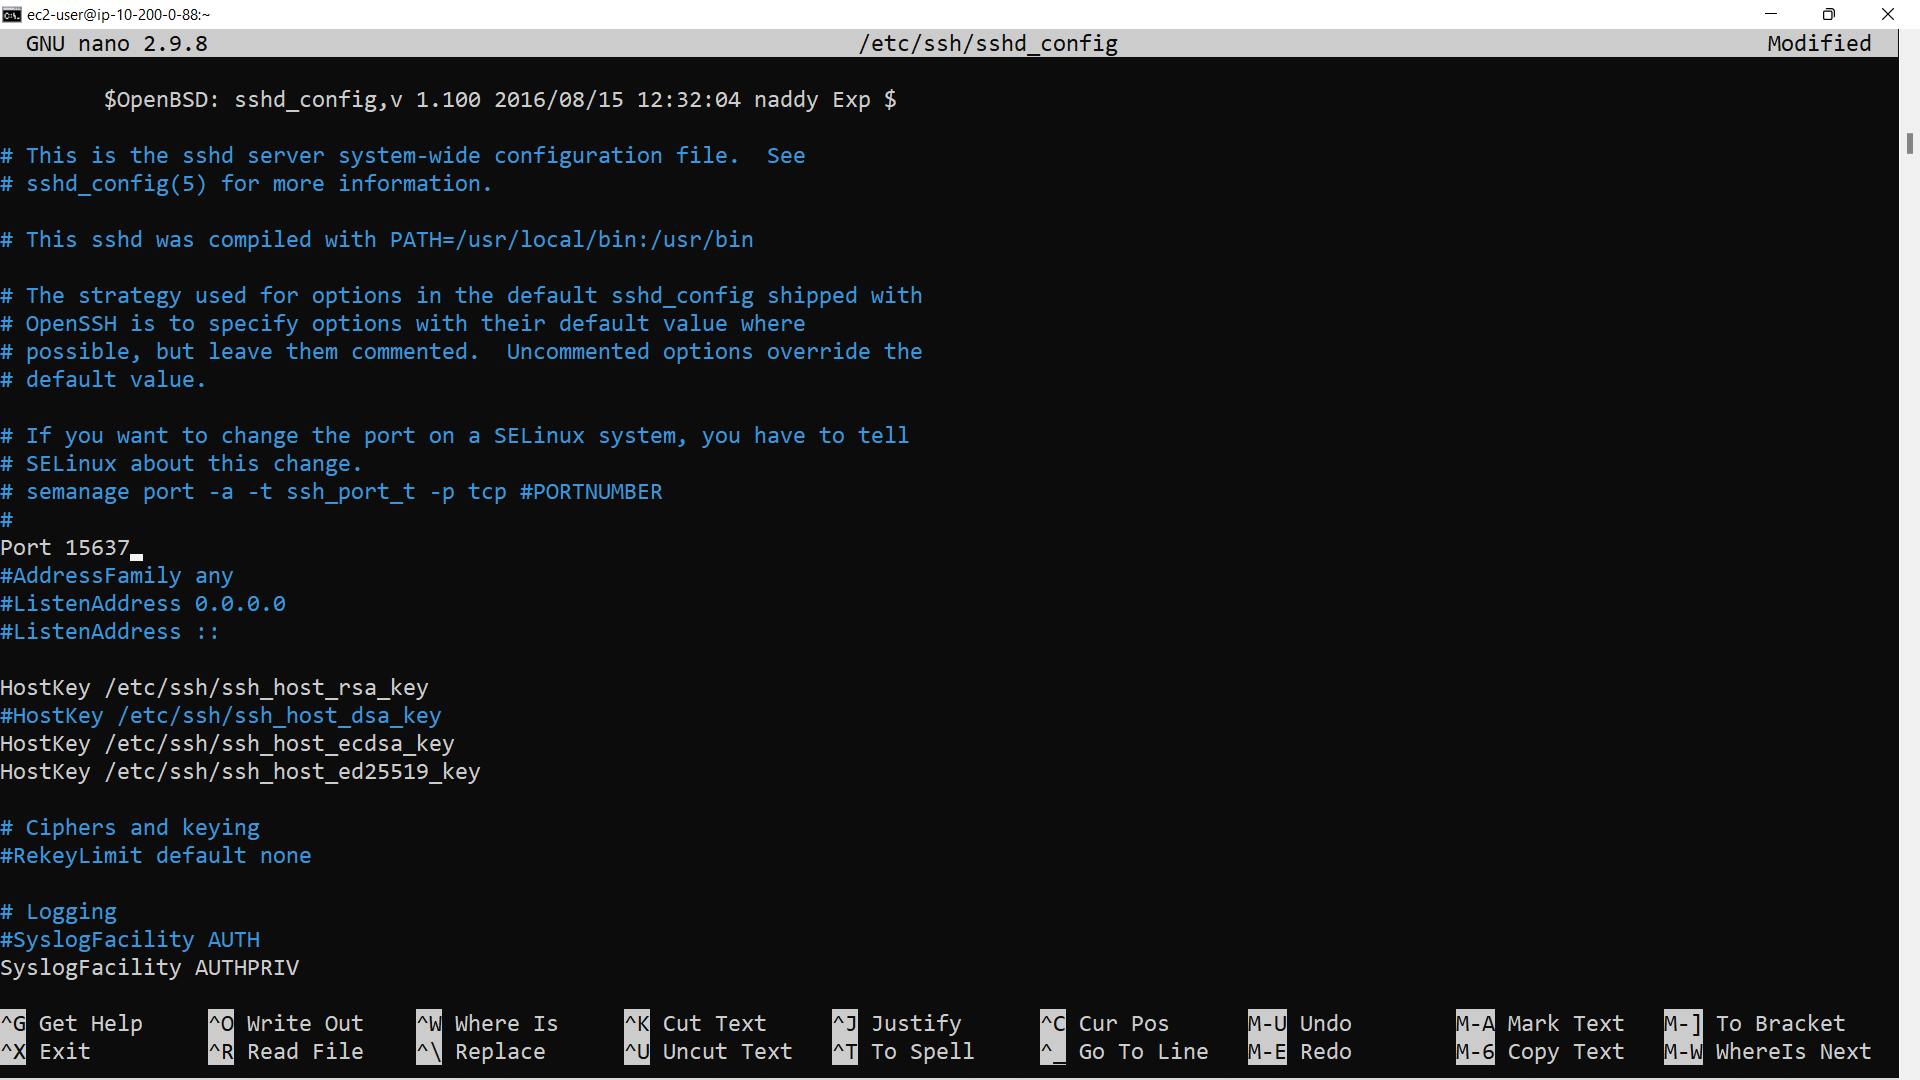 ec2-user@ip-10-200-0-88:~
GNU nano 2.9.8 /etc/ssh/sshd_config Modified
$OpenBSD: sshd_config,v 1.100 2016/08/15 12:32:04 naddy Exp $
# This is the sshd server system-wide configuration file.  See
# sshd_config(5) for more information.
# This sshd was compiled with PATH=/usr/local/bin:/usr/bin
# The strategy used for options in the default sshd_config shipped with
# OpenSSH is to specify options with their default value where
# possible, but leave them commented.  Uncommented options override the
# default value.
# If you want to change the port on a SELinux system, you have to tell
# SELinux about this change.
# semanage port -a -t ssh_port_t -p tcp #PORTNUMBER
#
Port 15637
#AddressFamily any
#ListenAddress 0.0.0.0
#ListenAddress ::
HostKey /etc/ssh/ssh_host_rsa_key
#HostKey /etc/ssh/ssh_host_dsa_key
HostKey /etc/ssh/ssh_host_ecdsa_key
HostKey /etc/ssh/ssh_host_ed25519_key
# Ciphers and keying
#RekeyLimit default none
# Logging
#SyslogFacility AUTH
SyslogFacility AUTHPRIV
^G Get Help ^O Write Out ^W Where Is ^K Cut Text ^J Justify ^C Cur Pos M-U Undo M-A Mark Text M-] To Bracket
^X Exit ^R Read File ^\ Replace ^U Uncut Text ^T To Spell ^_ Go To Line M-E Redo M-6 Copy Text M-W WhereIs Next